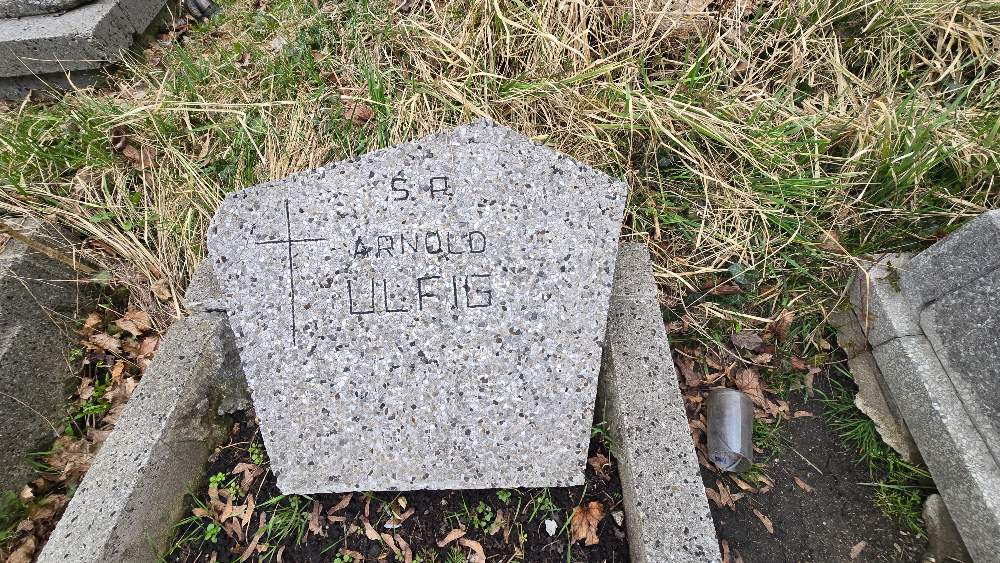 S. P.
ARNOLD
ULFIG